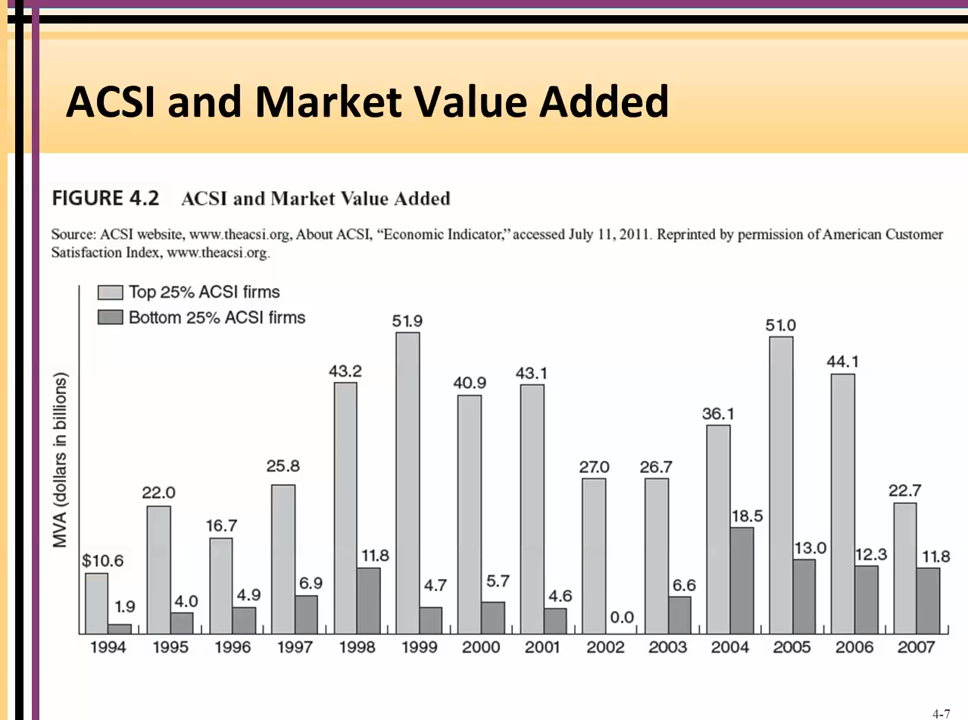 ACSI and Market Value Added
FIGURE 4.2 ACSI and Market Value Added
Source: ACSI website, www.theacsi.org, About ACSI, “Economic Indicator,” accessed July 11, 2011. Reprinted by permission of American Customer
Satisfaction Index, www.theacsi.org.
Top 25% ACSI firms
Bottom 25% ACSI firms
MVA (dollars in billions)
$10.6 1.9
22.0 4.0
16.7 4.9
25.8 6.9
43.2 11.8
51.9 4.7
40.9 5.7
43.1 4.6
27.0 0.0
26.7 6.6
36.1 18.5
51.0 13.0
44.1 12.3
22.7 11.8
1994 1995 1996 1997 1998 1999 2000 2001 2002 2003 2004 2005 2006 2007
4-7